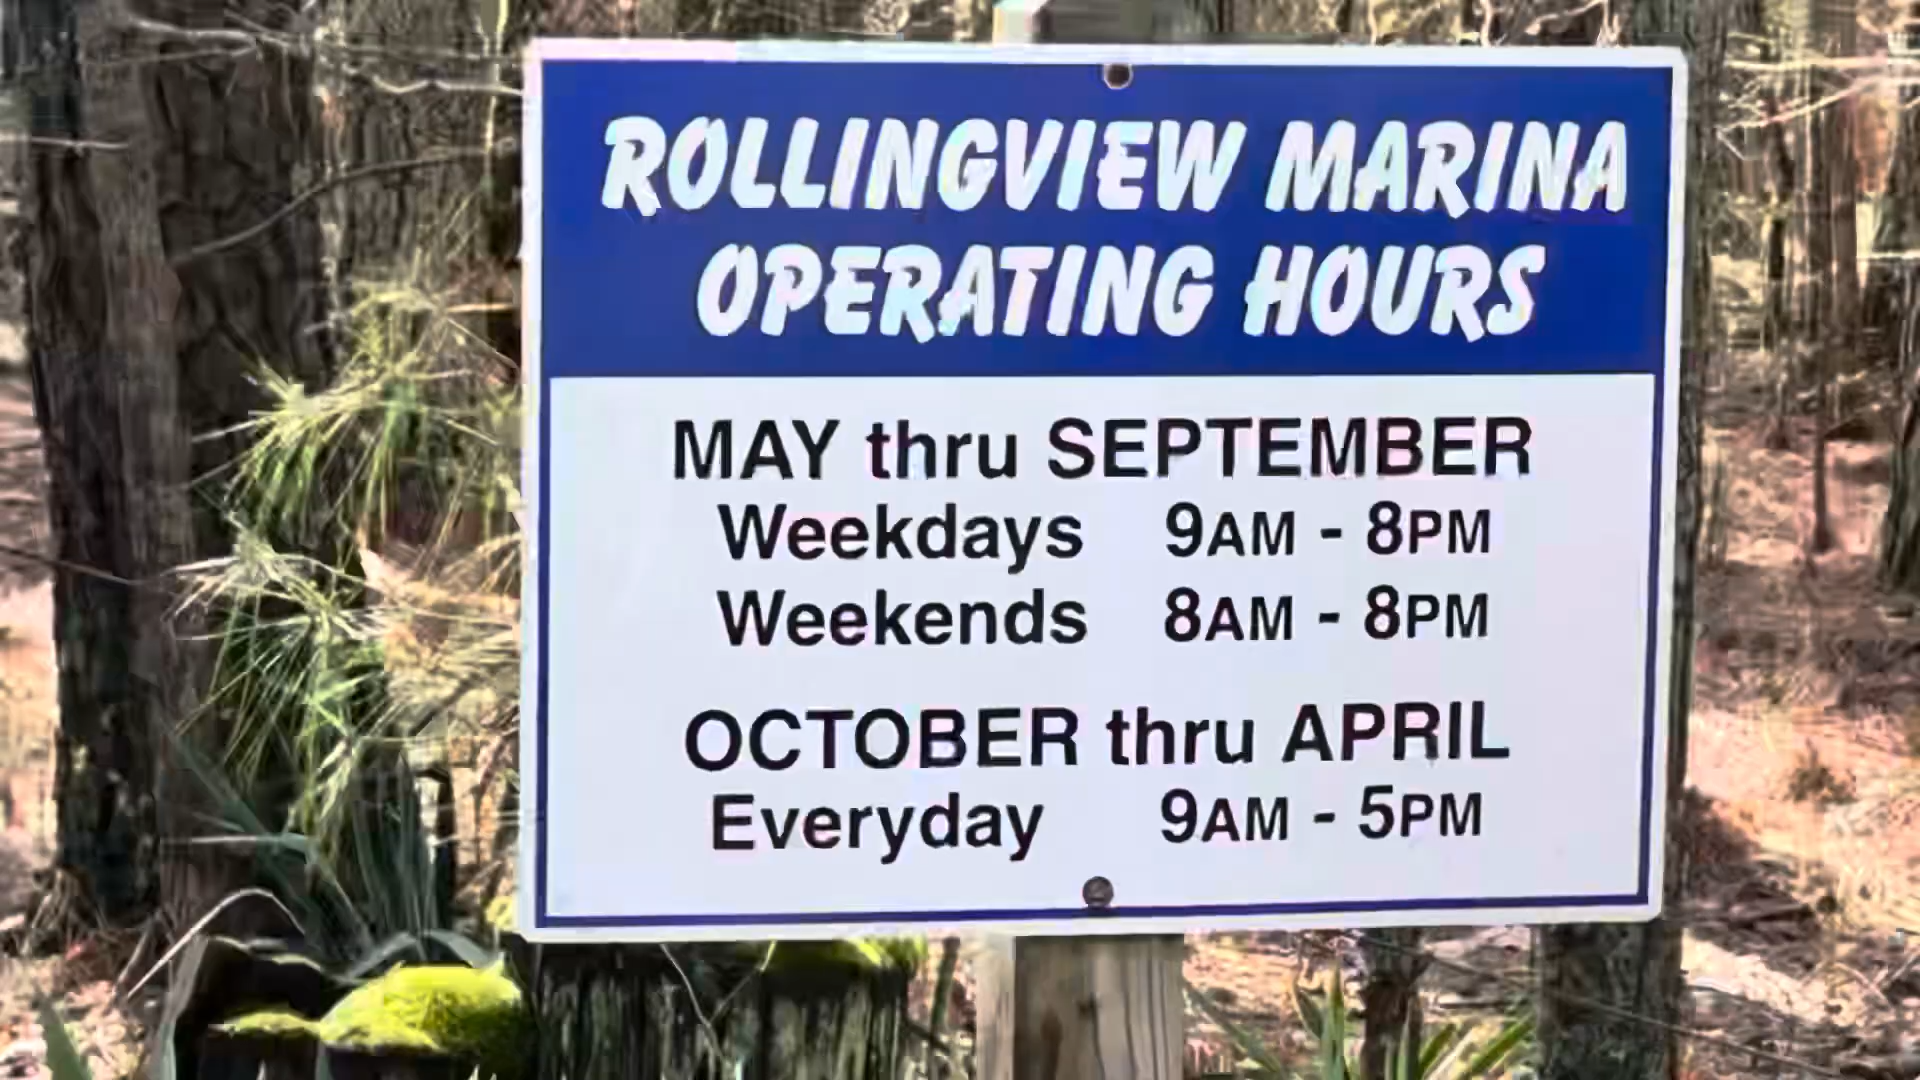 ROLLINGVIEW MARINA
OPERATING HOURS
MAY thru SEPTEMBER
Weekdays 9AM - 8PM
Weekends 8AM - 8PM
OCTOBER thru APRIL
Everyday 9AM - 5PM